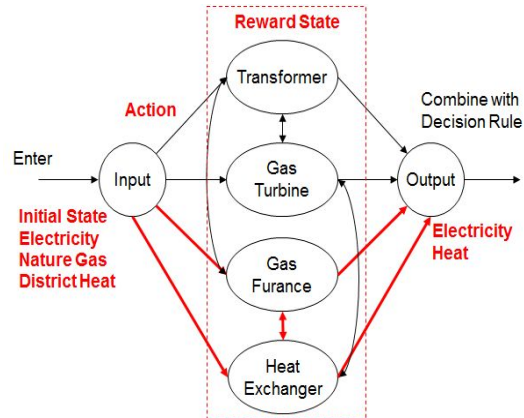 Reward State
Transformer
Action
Combine with
Decision Rule
Enter
Input
Gas
Turbine
Output
Initial State
Electricity
Nature Gas
District Heat
Electricity
Heat
Gas
Furance
Heat
Exchanger